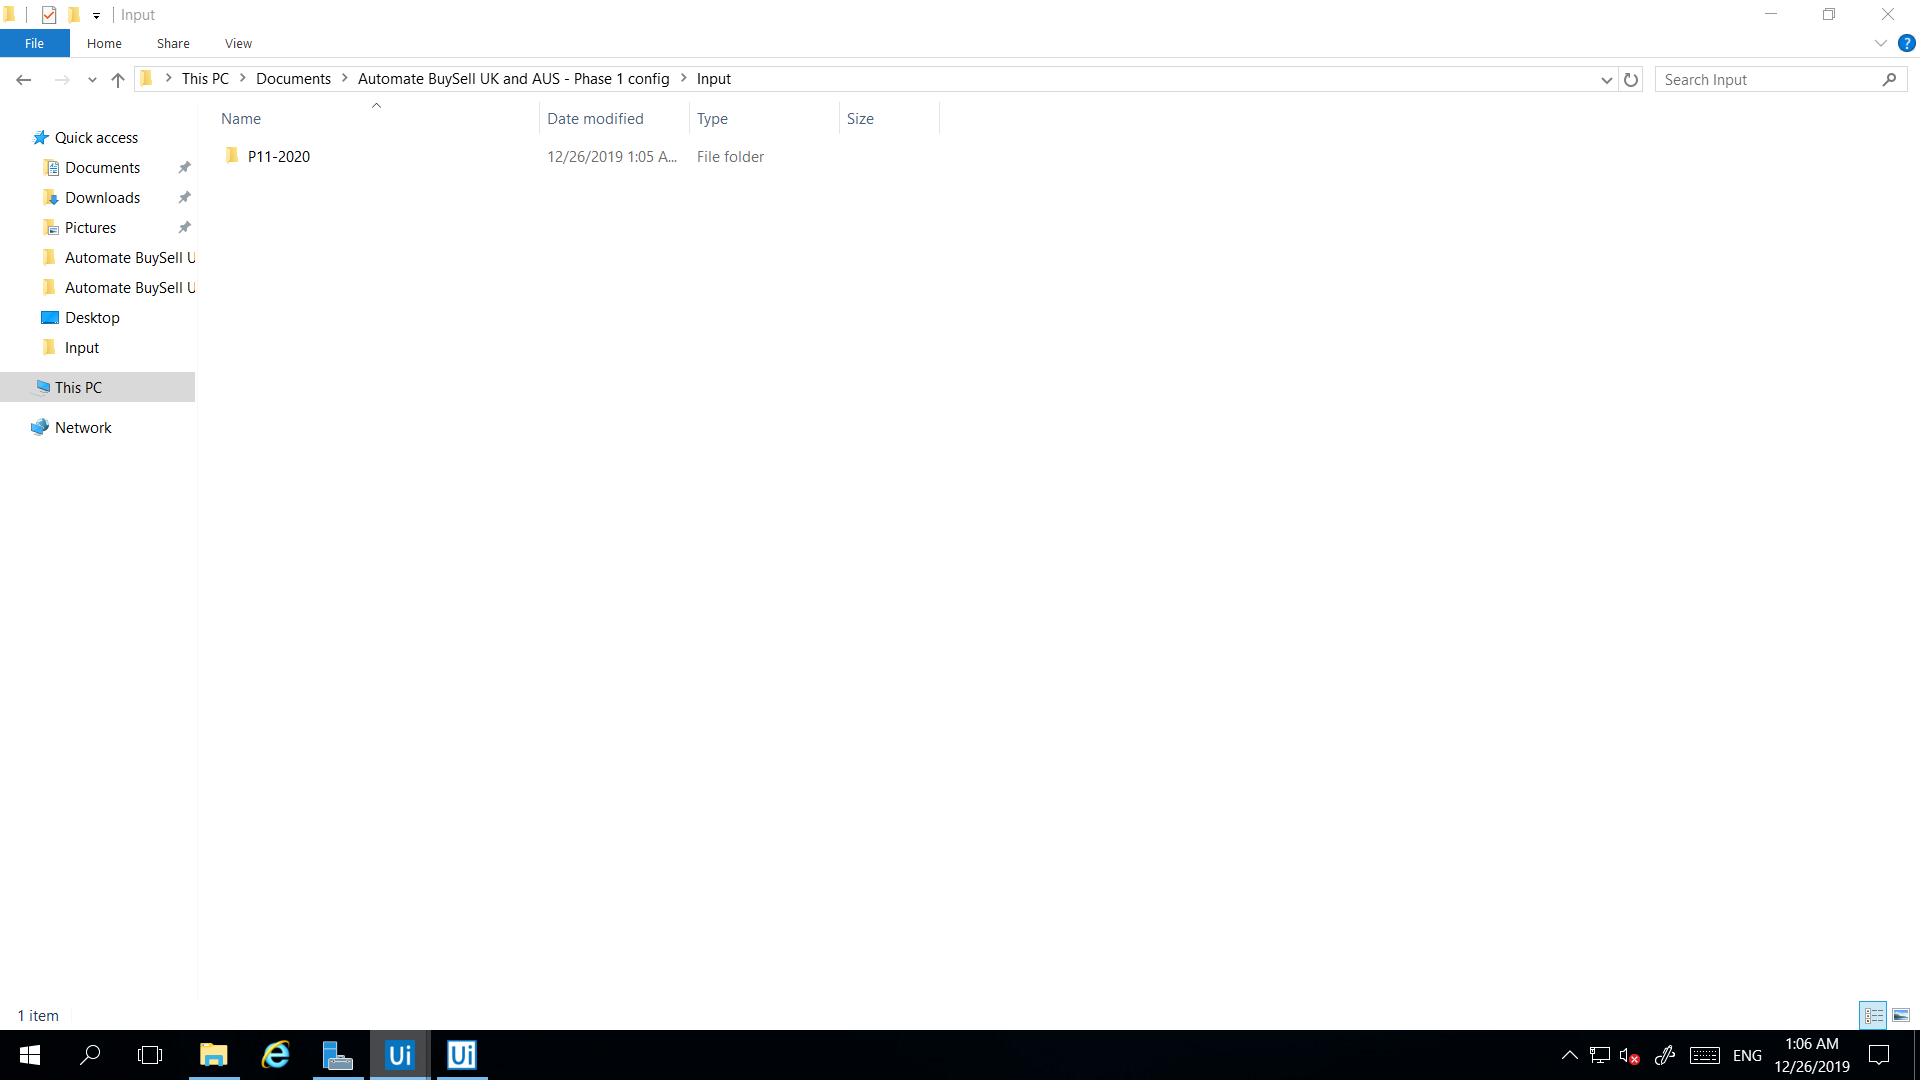 Input
File Home Share View
?
This PC Documents Automate BuySell UK and AUS - Phase 1 config Input
Search Input
Name Date modified Type Size
P11-2020 12/26/2019 1:05 A... File folder
Quick access
Documents
Downloads
Pictures
Automate BuySell U
Automate BuySell U
Desktop
Input
This PC
Network
1 item
Ui Ui
ENG
1:06 AM
12/26/2019